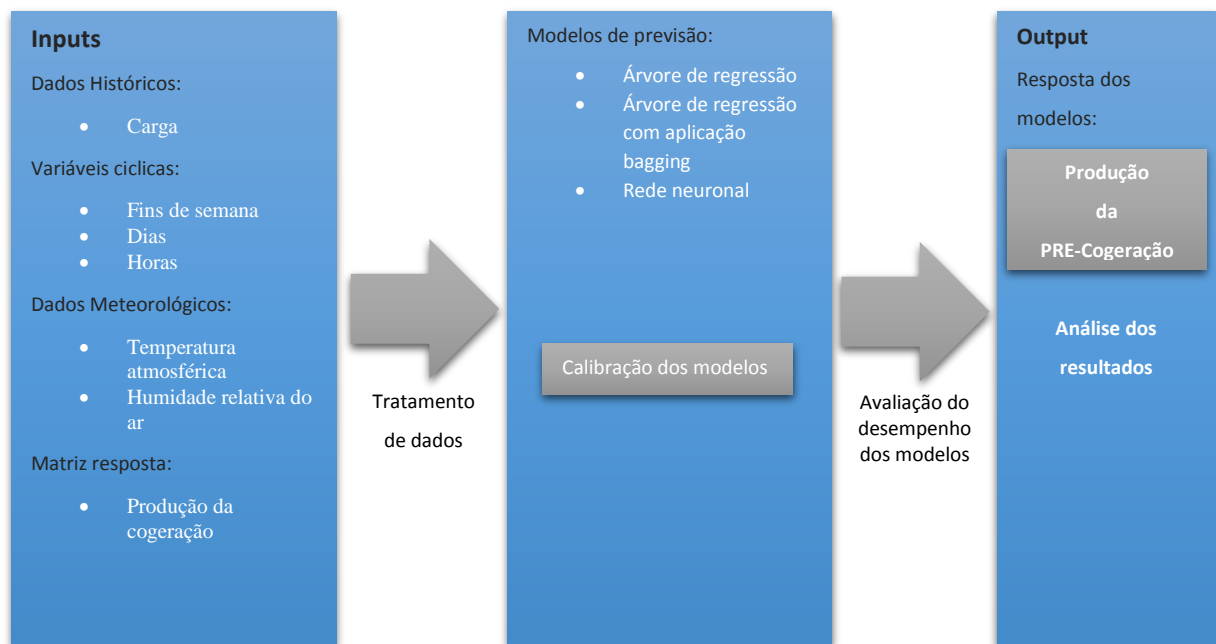 Inputs
Dados Históricos:
• Carga
Variáveis ciclicas:
• Fins de semana
• Dias
• Horas
Dados Meteorológicos:
• Temperatura
atmosférica
• Humidade relativa do
ar
Matriz resposta:
• Produção da
cogeração
Tratamento
de dados
Modelos de previsão:
• Árvore de regressão
• Árvore de regressão
com aplicação
bagging
• Rede neuronal
Calibração dos modelos
Avaliação do
desempenho
dos modelos
Output
Resposta dos
modelos:
Produção
da
PRE-Cogeração
Análise dos
resultados